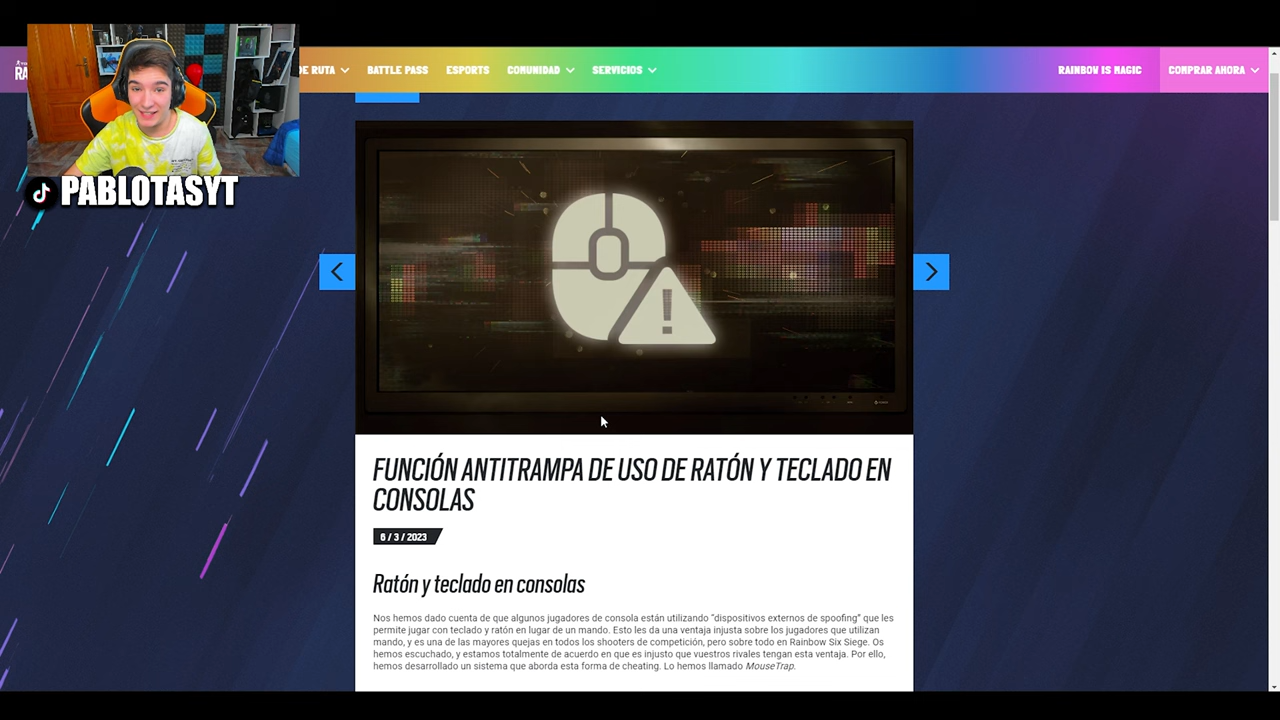 RA
DE RUTA
BATTLE PASS
ESPORTS
COMUNIDAD
SERVICIOS
RAINBOW IS MAGIC
COMPRAR AHORA
PABLOTASYT
FUNCIÓN ANTITRAMPA DE USO DE RATÓN Y TECLADO EN
CONSOLAS
6 / 3 / 2023
Ratón y teclado en consolas
Nos hemos dado cuenta de que algunos jugadores de consola están utilizando "dispositivos externos de spoofing" que les
permite jugar con teclado y ratón en lugar de un mando. Esto les da una ventaja injusta sobre los jugadores que utilizan
mando, y es una de las mayores quejas en todos los shooters de competición, pero sobre todo en Rainbow Six Siege. Os
hemos escuchado, y estamos totalmente de acuerdo en que es injusto que vuestros rivales tengan esta ventaja. Por ello,
hemos desarrollado un sistema que aborda esta forma de cheating. Lo hemos llamado MouseTrap.